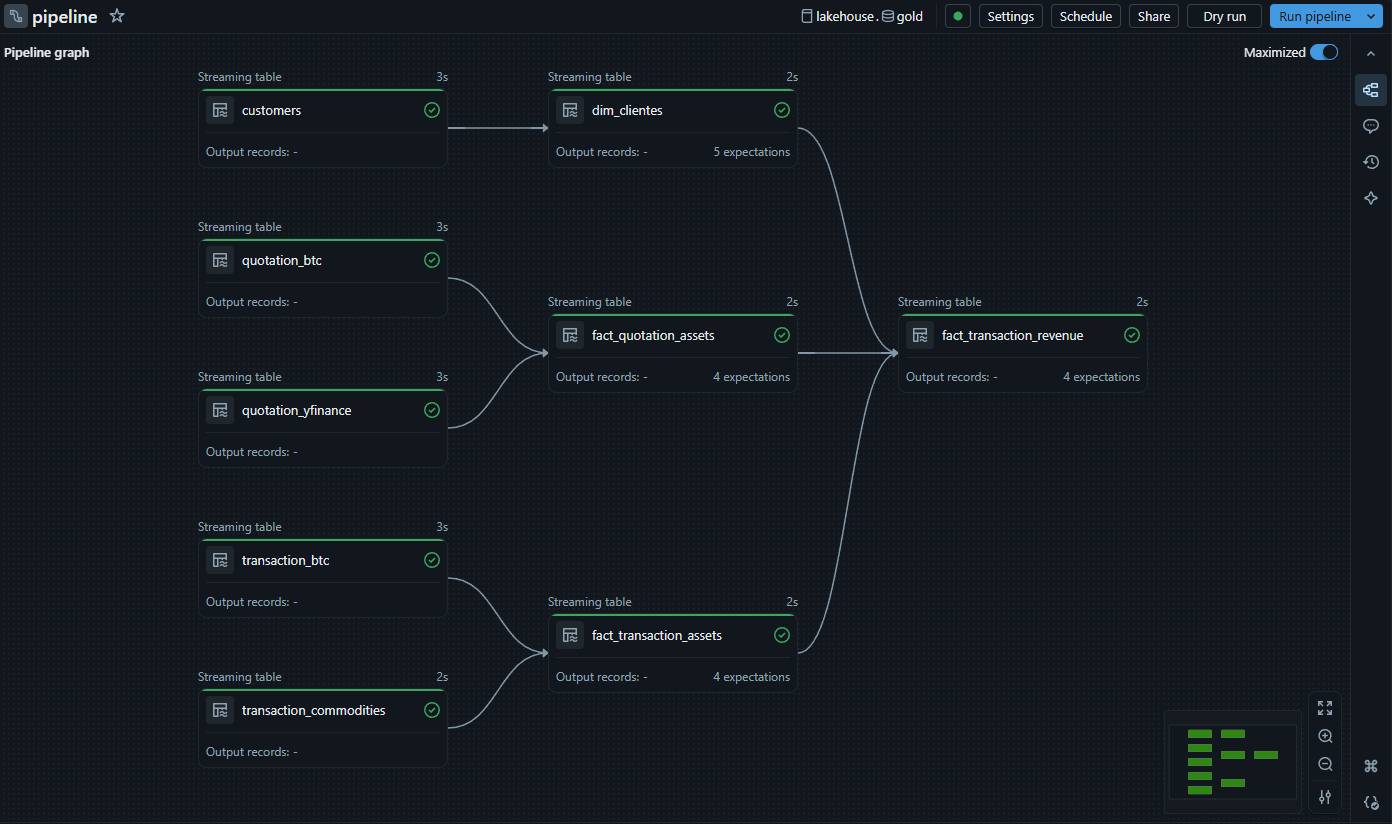 pipeline
lakehouse. gold
Settings
Schedule
Share
Dry run
Run pipeline
Pipeline graph
Maximized
Streaming table 3s
customers
Output records: -
Streaming table 2s
dim_clientes
Output records: - 5 expectations
Streaming table 3s
quotation_btc
Output records: -
Streaming table 3s
quotation_yfinance
Output records: -
Streaming table 2s
fact_quotation_assets
Output records: - 4 expectations
Streaming table 2s
fact_transaction_revenue
Output records: - 4 expectations
Streaming table 3s
transaction_btc
Output records: -
Streaming table 2s
transaction_commodities
Output records: -
Streaming table 2s
fact_transaction_assets
Output records: - 4 expectations